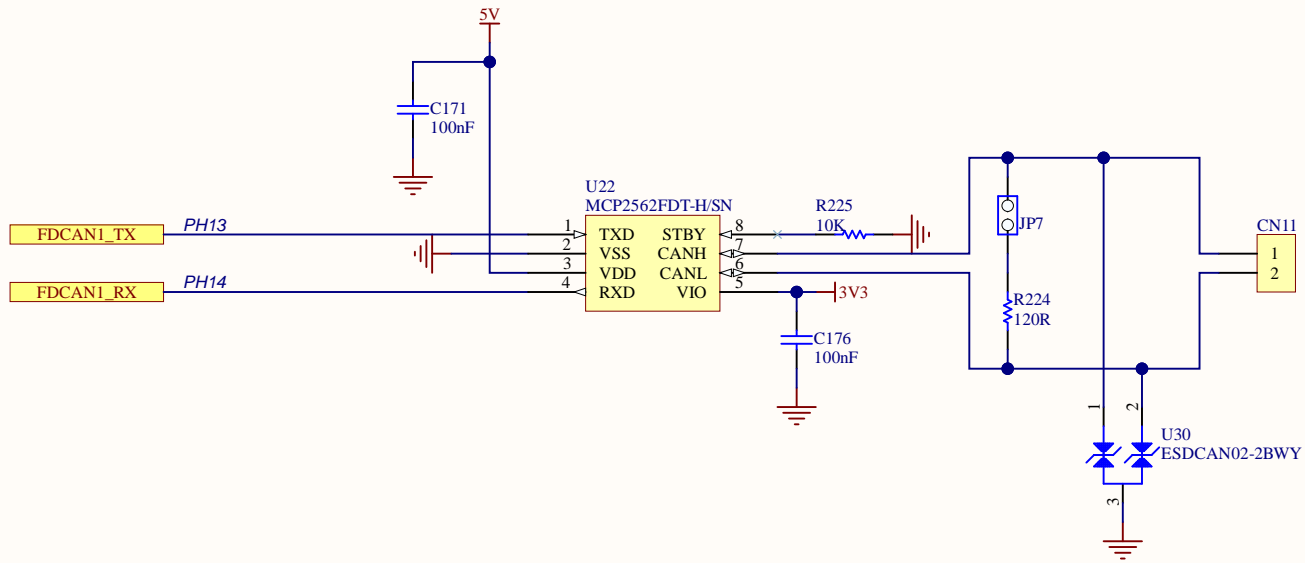 5V
C171
100nF
U22
MCP2562FDT-H/SN
FDCAN1_TX
PH13
FDCAN1_RX
PH14
1
2
3
4
TXD
VSS
VDD
RXD
STBY
CANH
CANL
VIO
8
7
6
5
R225
10K
3V3
C176
100nF
JP7
R224
120R
CN11
1
2
1
2
3
U30
ESDCAN02-2BWY